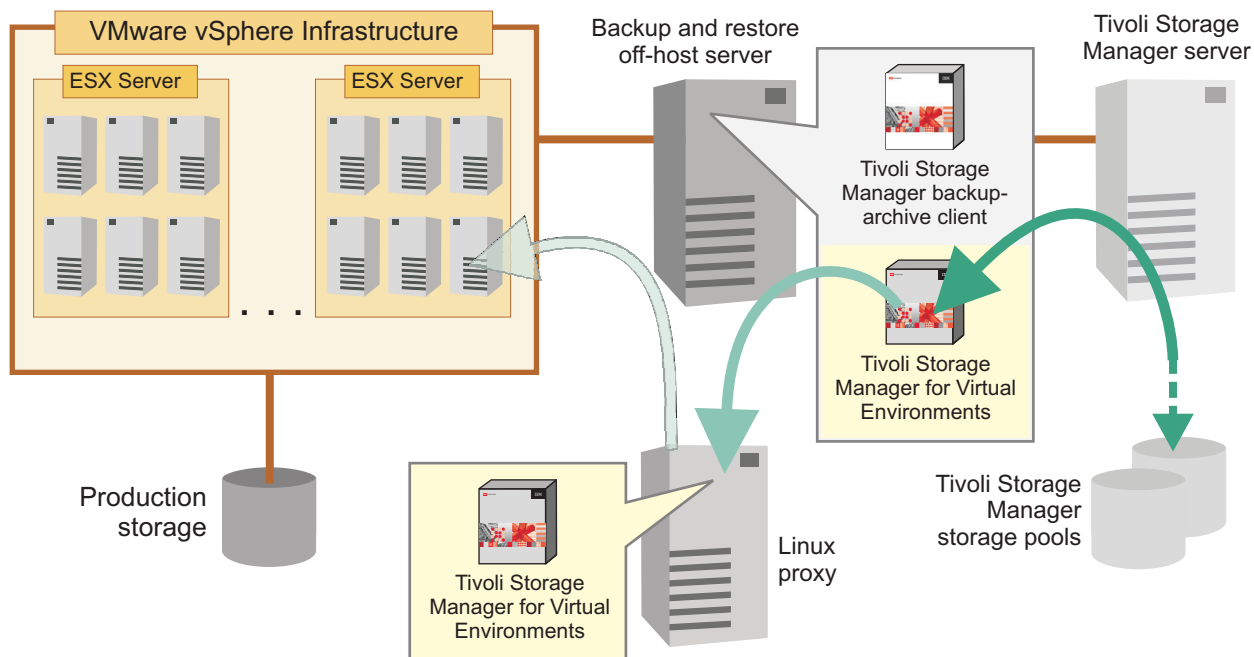 VMware vSphere Infrastructure
ESX Server
ESX Server
. . .
Backup and restore
off-host server
Tivoli Storage
Manager server
Tivoli Storage
Manager backup-
archive client
Tivoli Storage
Manager for Virtual
Environments
Production
storage
Tivoli Storage
Manager for Virtual
Environments
Linux
proxy
Tivoli Storage
Manager
storage pools